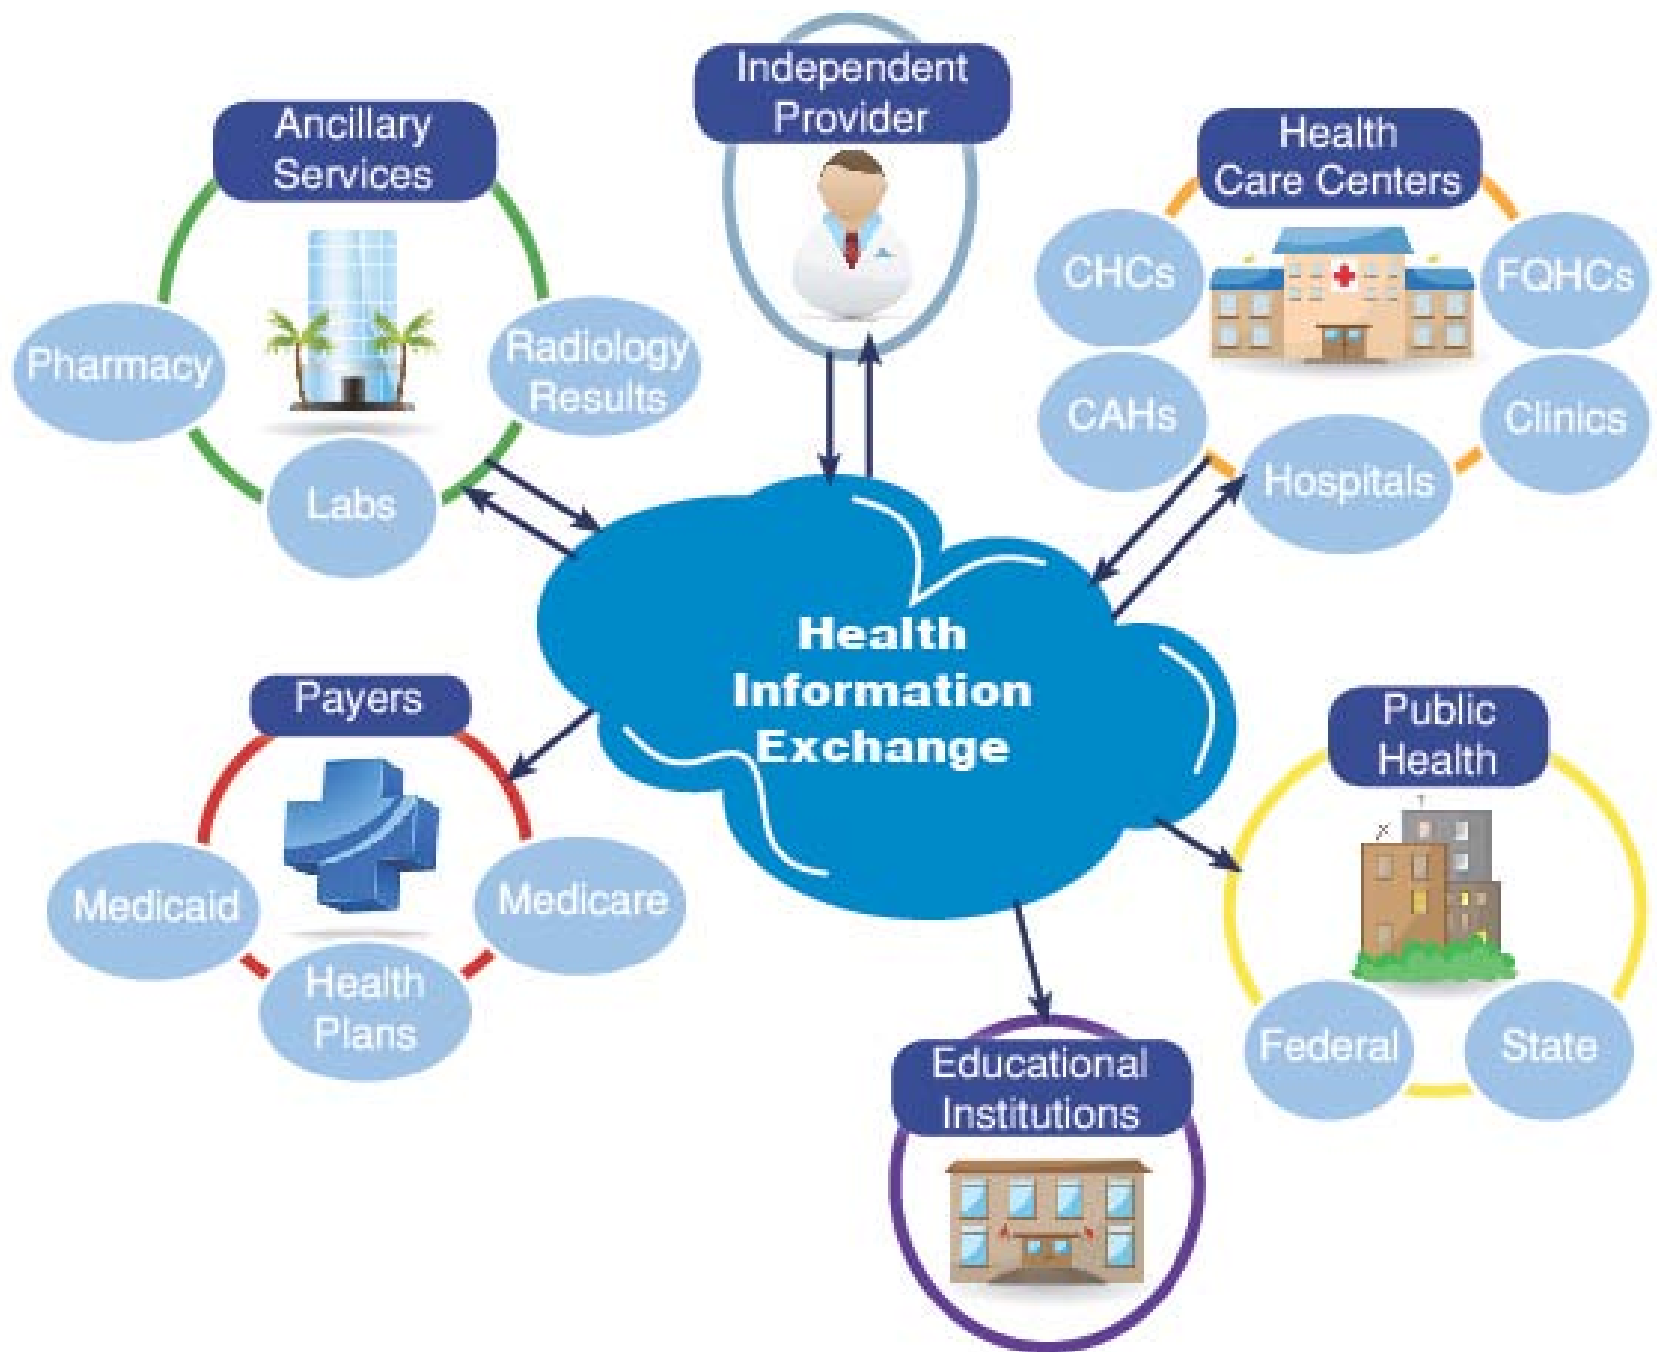 Independent
Provider
Ancillary
Services
Health
Care Centers
CHCs
FQHCs
Pharmacy
Radiology
Results
CAHs
Clinics
Labs
Hospitals
Health
Information
Exchange
Payers
Public
Health
Medicaid
Medicare
Health
Plans
Federal
State
Educational
Institutions